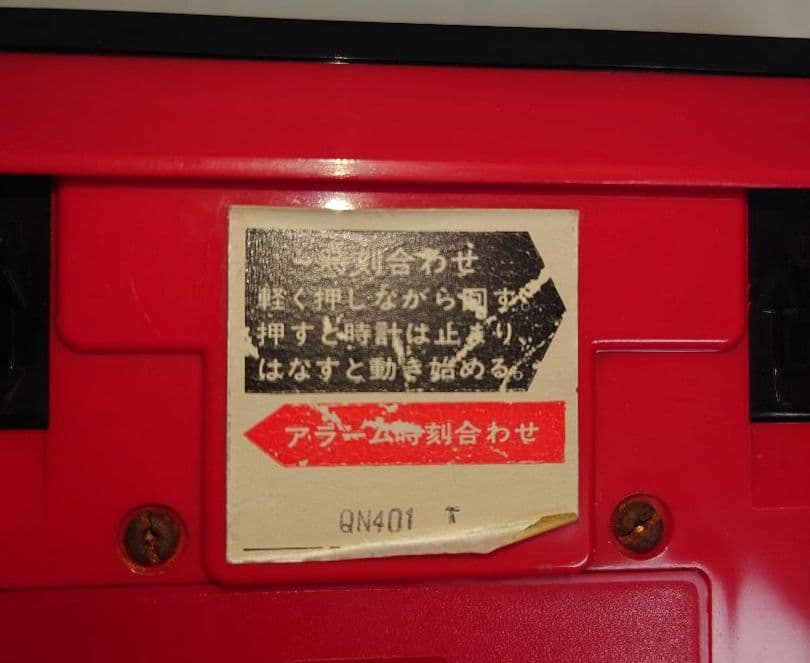 時刻合わせ
軽く押しながら回す。
押すと時計は止まり、
はなすと動き始める。
アラーム時刻合わせ
QN401 T